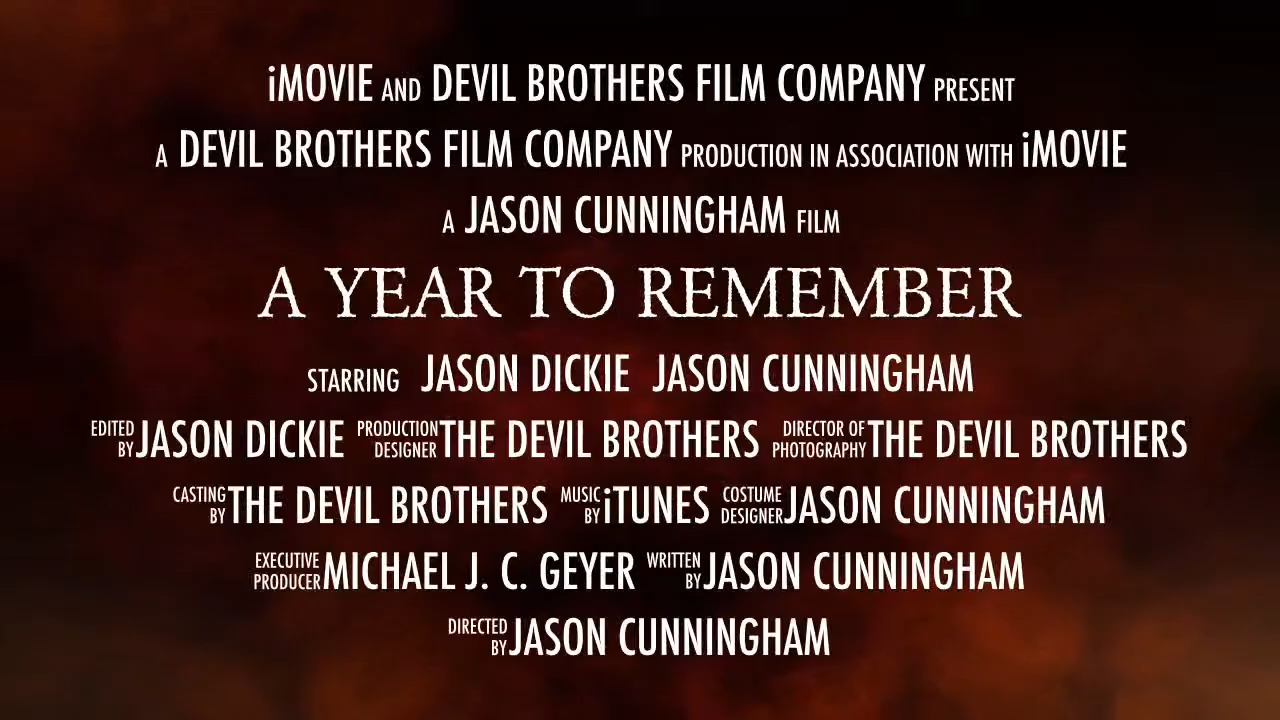 iMOVIE AND DEVIL BROTHERS FILM COMPANY PRESENT
A DEVIL BROTHERS FILM COMPANY PRODUCTION IN ASSOCIATION WITH iMOVIE
A JASON CUNNINGHAM FILM
A YEAR TO REMEMBER
STARRING JASON DICKIE JASON CUNNINGHAM
EDITED BY JASON DICKIE PRODUCTION DESIGNER THE DEVIL BROTHERS DIRECTOR OF PHOTOGRAPHY THE DEVIL BROTHERS
CASTING BY THE DEVIL BROTHERS MUSIC BY iTUNES COSTUME DESIGNER JASON CUNNINGHAM
EXECUTIVE PRODUCER MICHAEL J. C. GEYER WRITTEN BY JASON CUNNINGHAM
DIRECTED BY JASON CUNNINGHAM